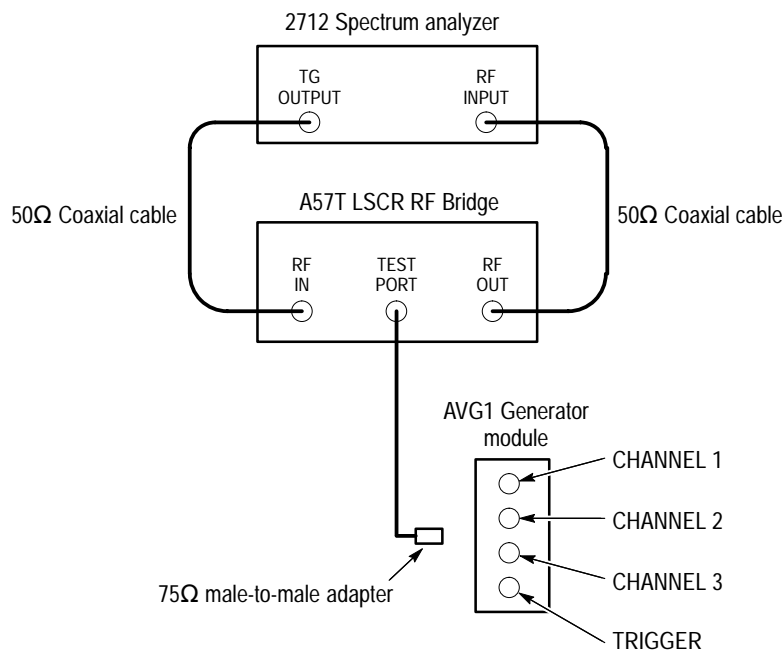 2712 Spectrum analyzer
TG
OUTPUT
RF
INPUT
50Ω Coaxial cable
A57T LSCR RF Bridge
50Ω Coaxial cable
RF
IN
TEST
PORT
RF
OUT
AVG1 Generator
module
CHANNEL 1
CHANNEL 2
CHANNEL 3
75Ω male-to-male adapter
TRIGGER